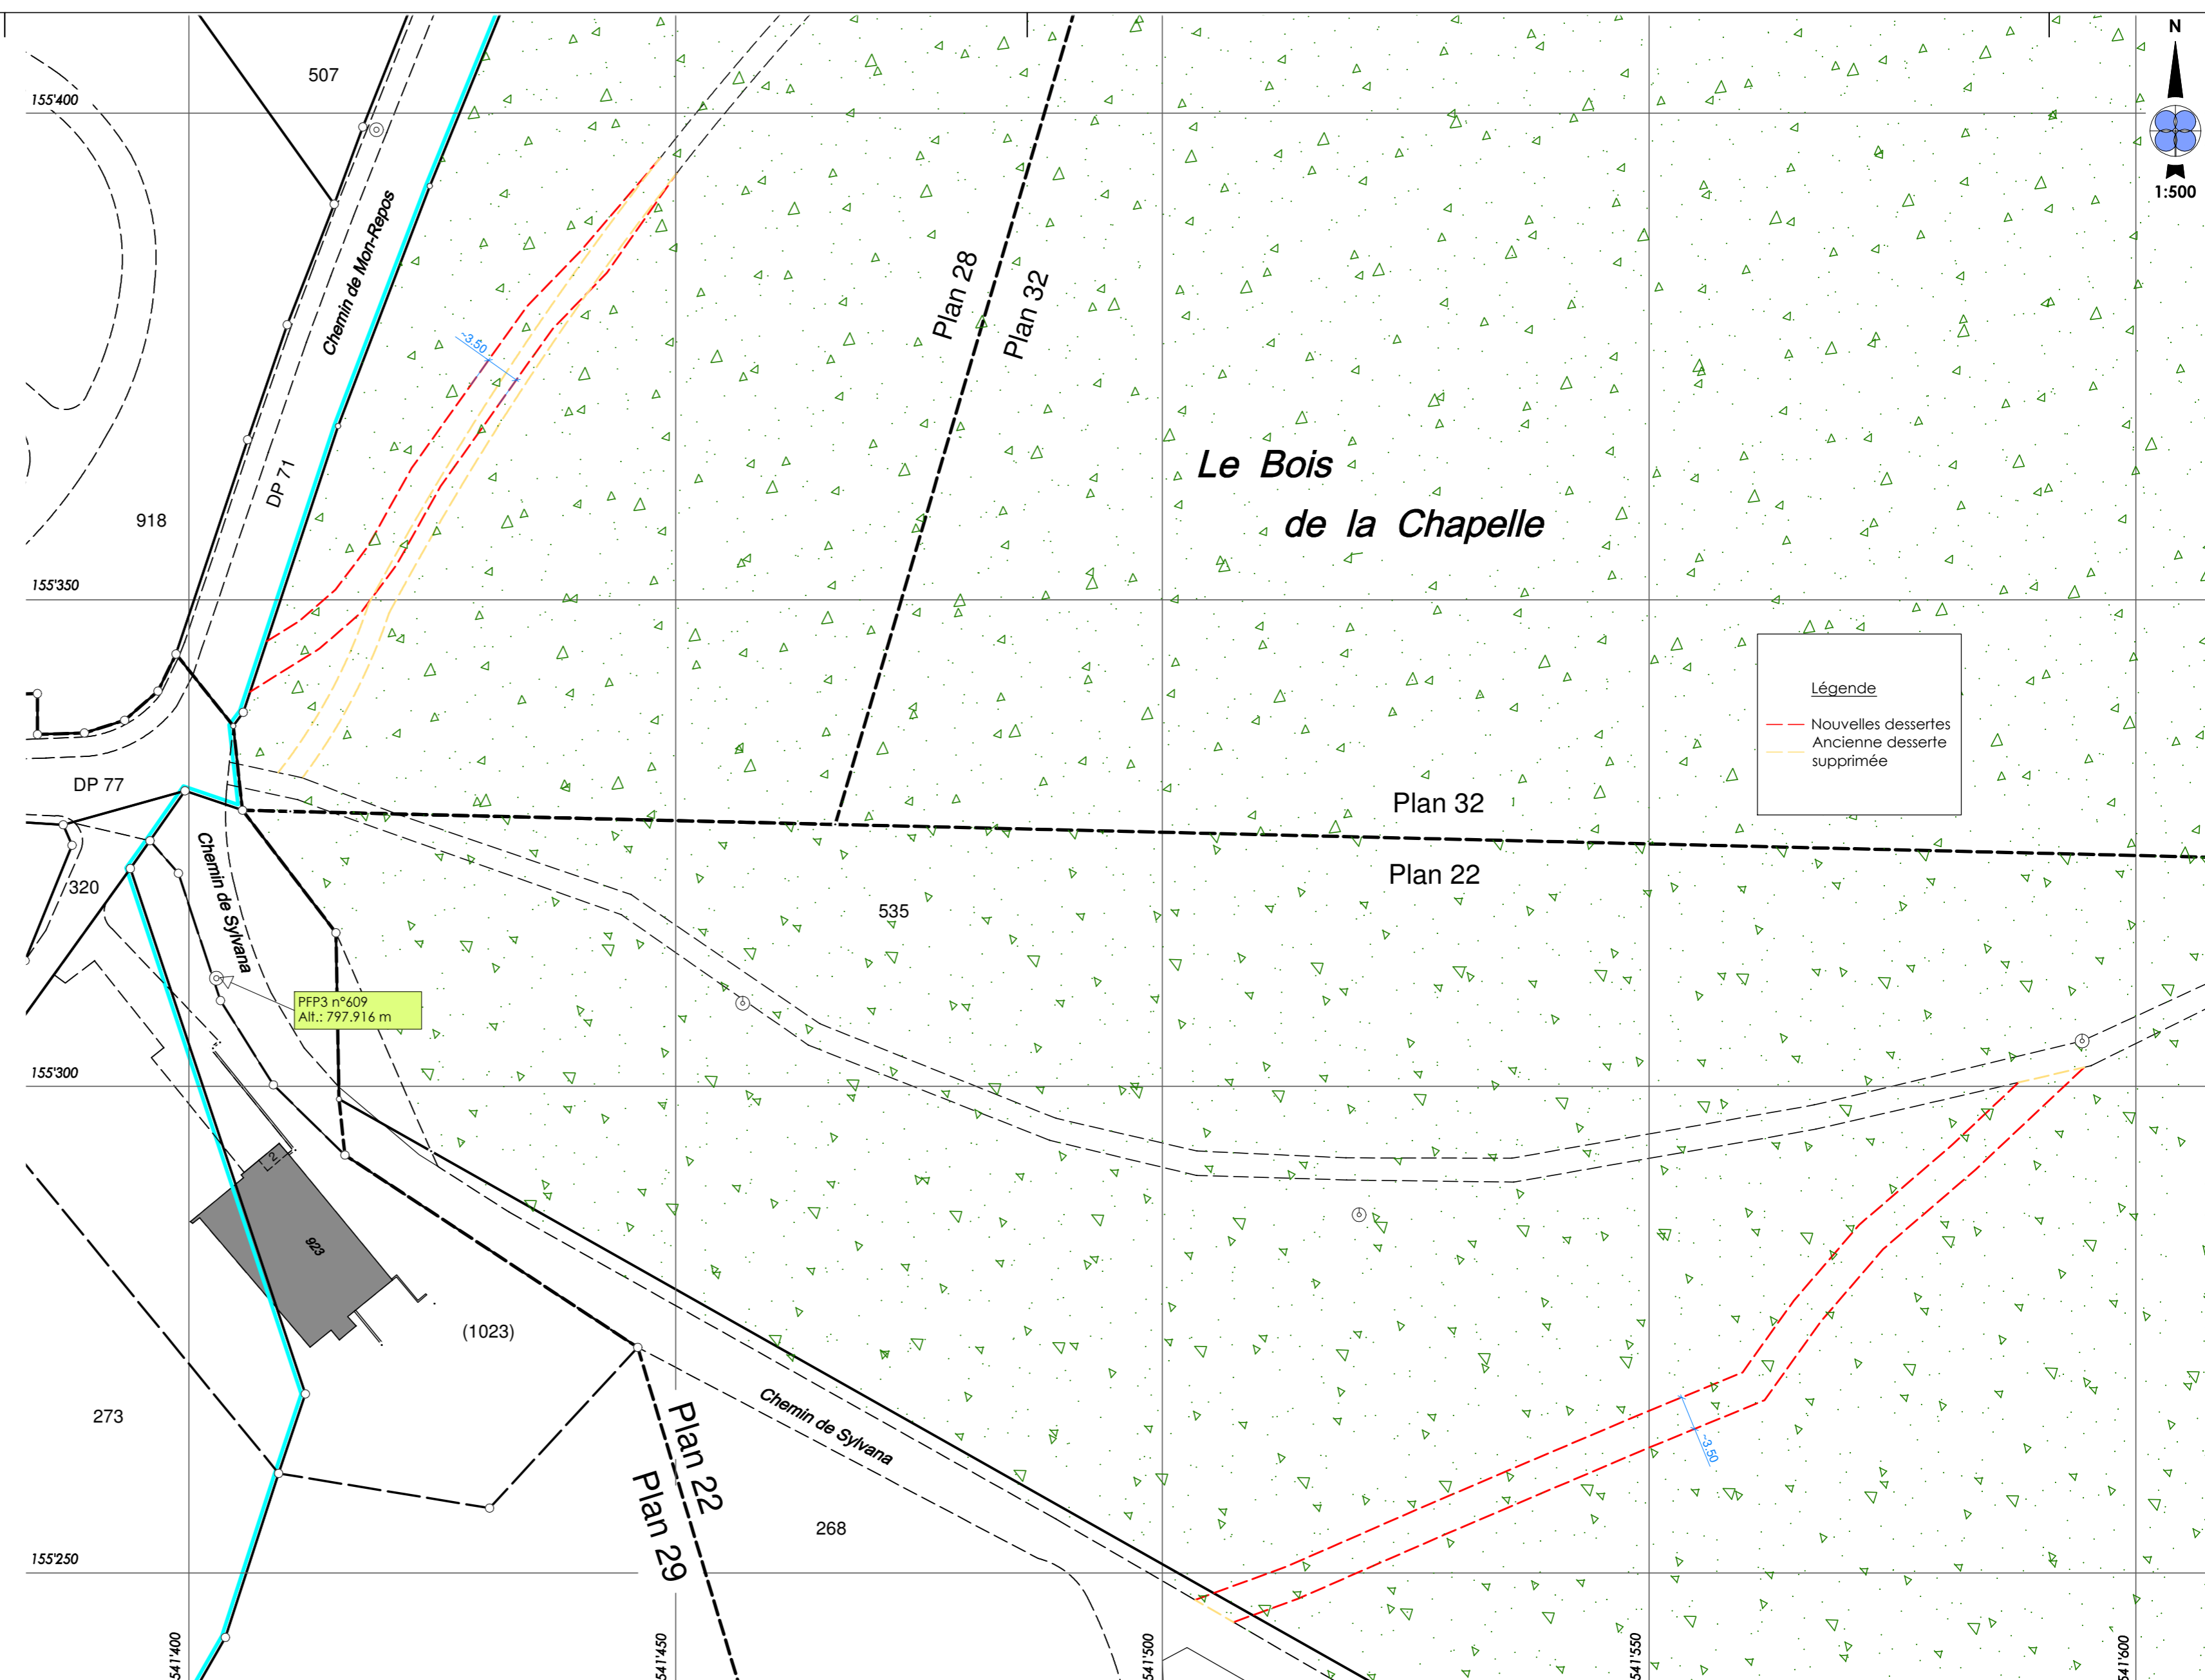 N
1:500
507
155'400
Chemin de Mon-Repos
Plan 28
Plan 32
~3.50
Le Bois
de la Chapelle
DP 71
918
155'350
Légende
Nouvelles dessertes
Ancienne desserte
supprimée
DP 77
Plan 32
Plan 22
320
535
Chemin de Sylvana
PFP3 n°609
Alt.: 797.916 m
155'300
2
923
(1023)
273
Chemin de Sylvana
Plan 22
Plan 29
~3.50
268
155'250
541'400
541'450
541'500
541'550
541'600